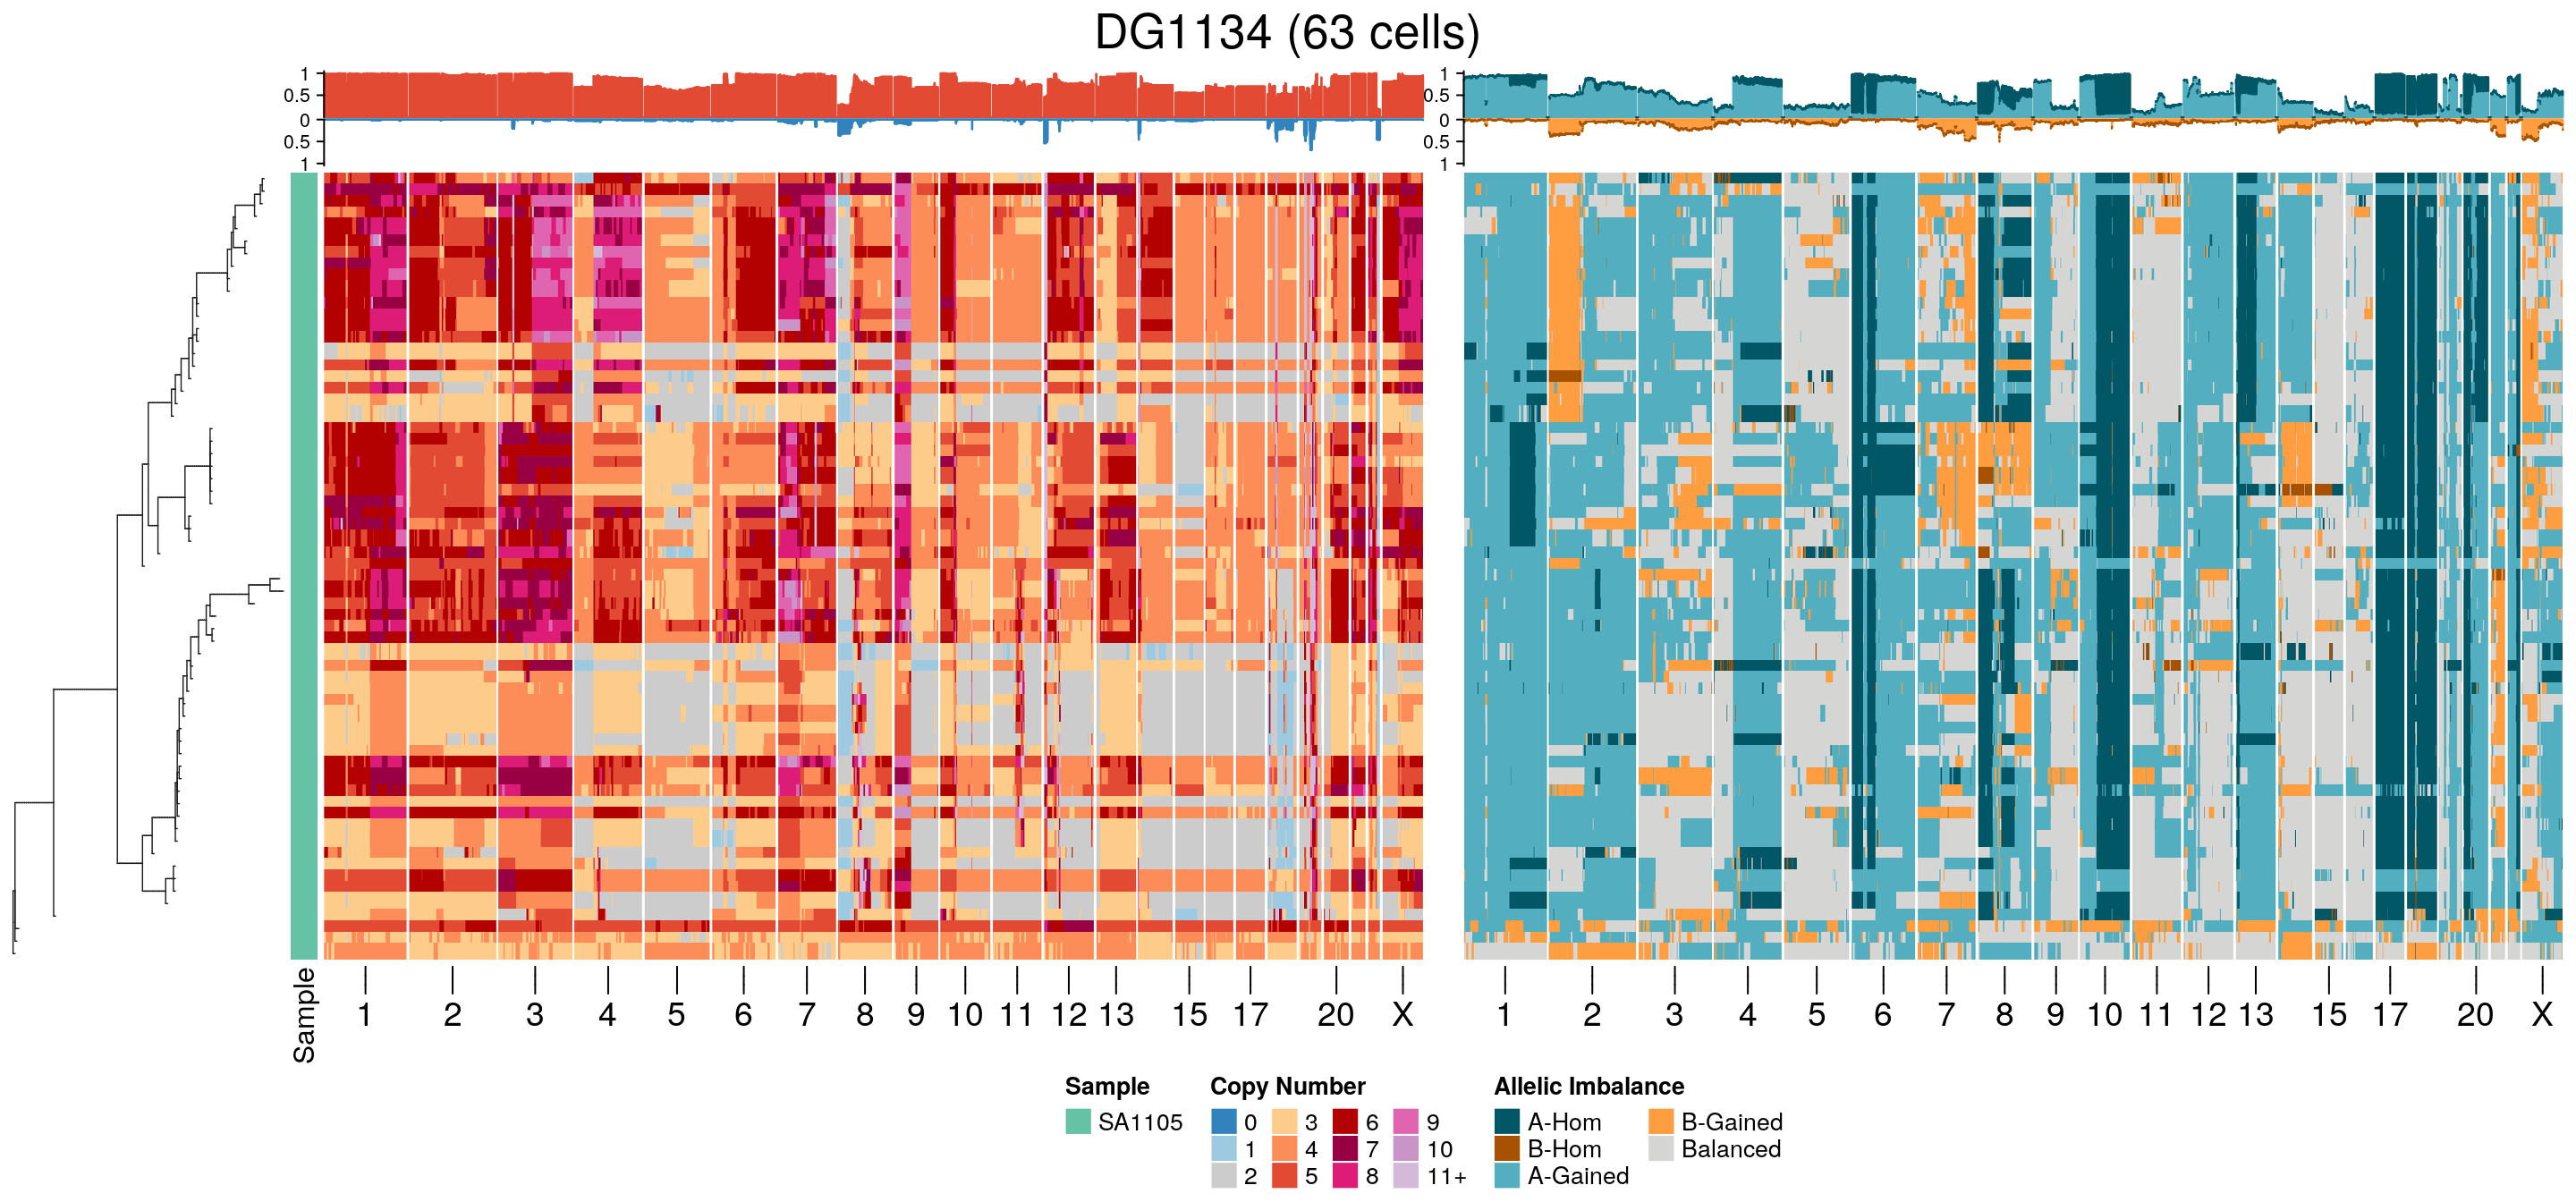 DG1134 (63 cells)
1
0.5
0
0.5
1
1
0.5
0
0.5
1
Sample
1 2 3 4 5 6 7 8 9 10 11 12 13 15 17 20 X
1 2 3 4 5 6 7 8 9 10 11 12 13 15 17 20 X
Sample Copy Number Allelic Imbalance
SA1105 0 3 6 9 A-Hom B-Gained
1 4 7 10 B-Hom Balanced
2 5 8 11+ A-Gained